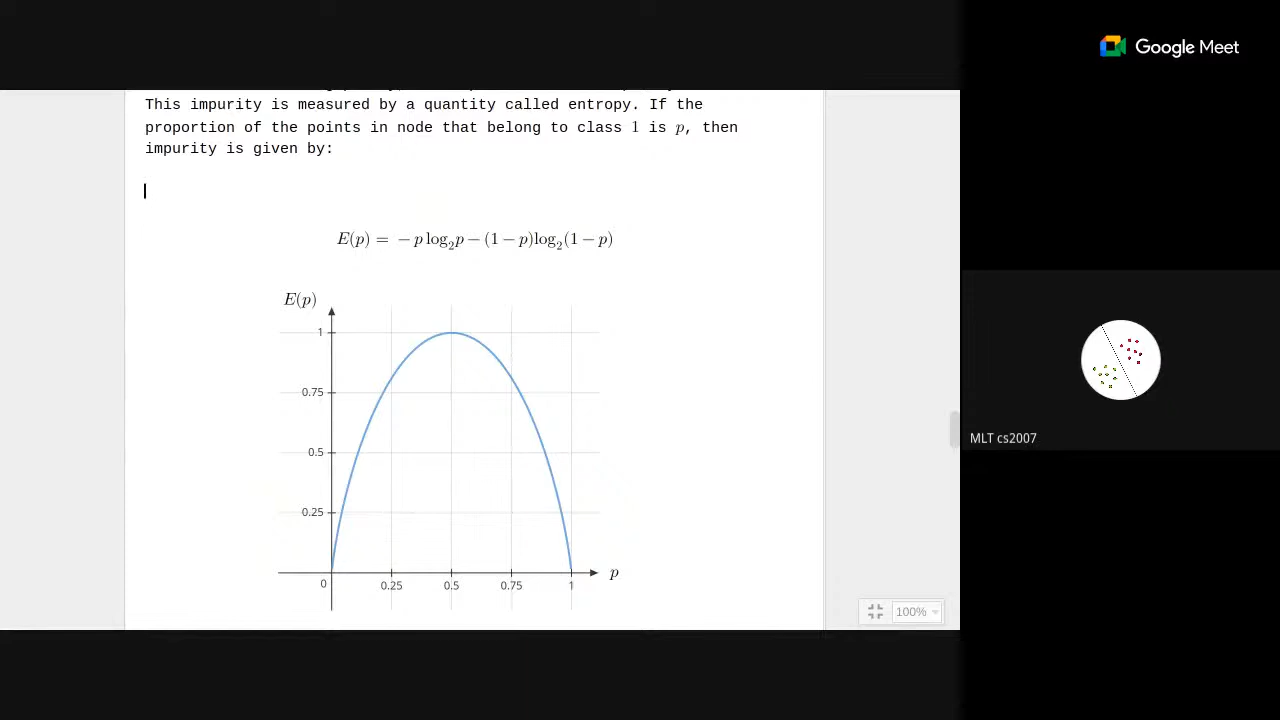 Google Meet
This impurity is measured by a quantity called entropy. If the
proportion of the points in node that belong to class 1 is p, then
impurity is given by:
E(p) = −p log₂p − (1 − p)log₂(1 − p)
E(p)
1
0.75
0.5
0.25
0
0.25 0.5 0.75 1
p
MLT cs2007
100%